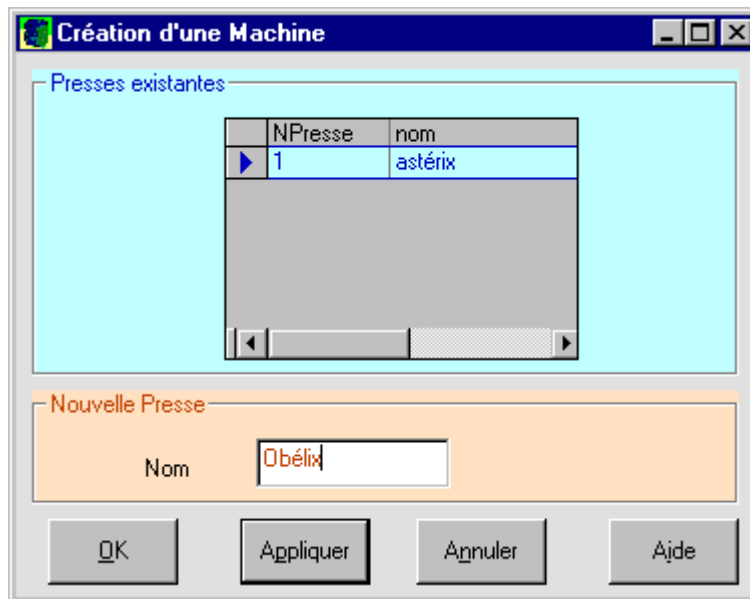 Création d'une Machine
Presses existantes
NPresse nom
1 astérix
Nouvelle Presse
Nom Obélix
OK Appliquer Annuler Aide